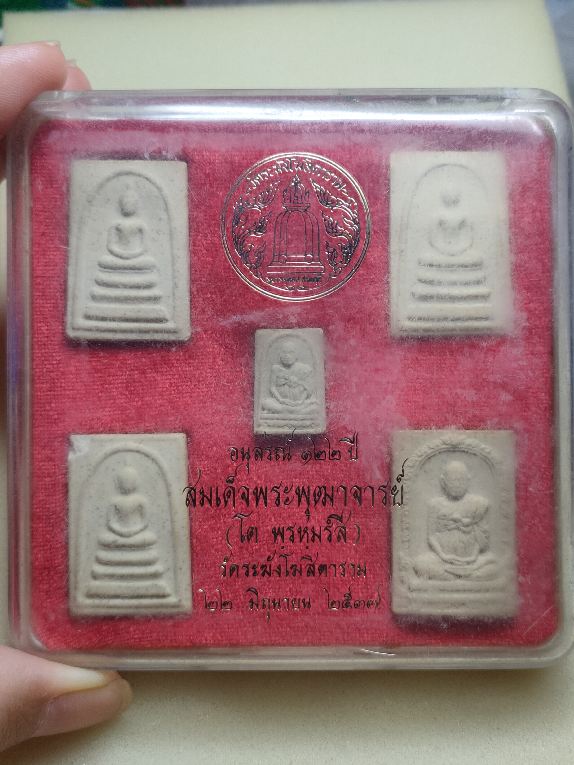 อนุสรณ์ ๑๒๒ ปี
สมเด็จพระพุฒาจารย์
(โต พฺรหฺมรํสี)
วัดระฆังโฆสิตาราม
๒๒ มิถุนายน ๒๕๓๗